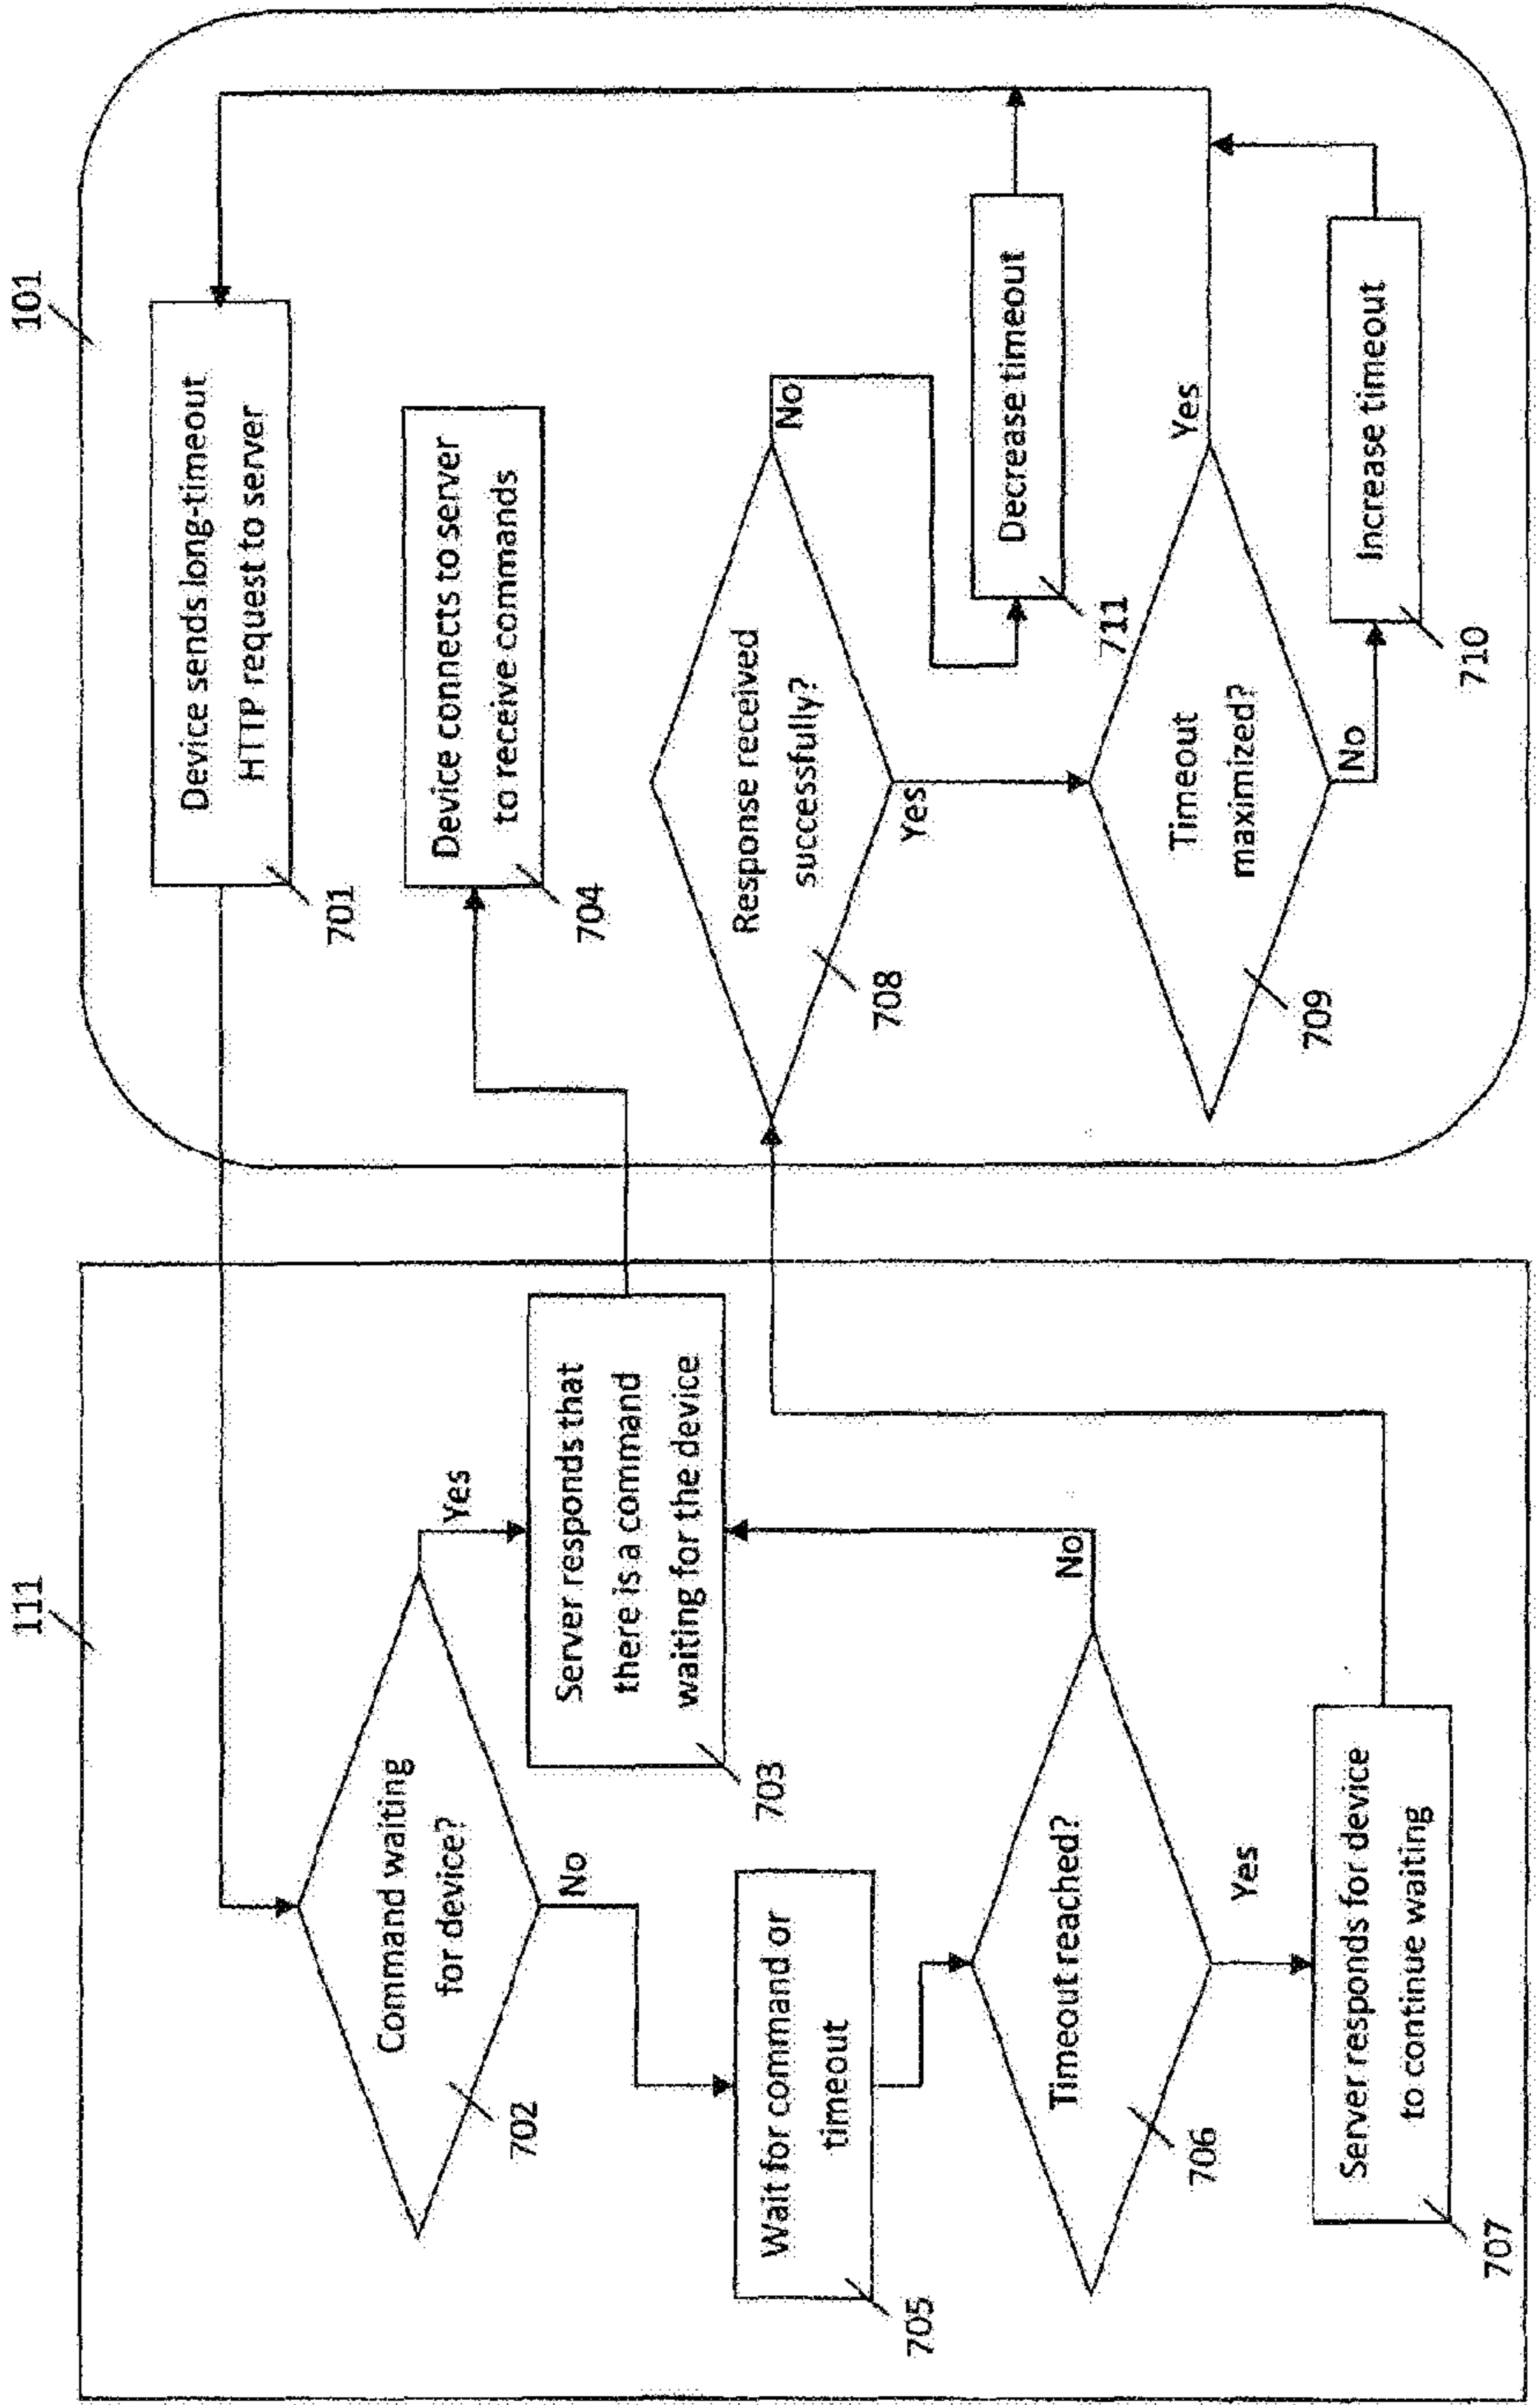 111
101
Command waiting
for device?
702
Yes
No
Server responds that
there is a command
waiting for the device
703
Wait for command or
timeout
705
Timeout reached?
706
No
Yes
Server responds for device
to continue waiting
707
Device sends long-timeout
HTTP request to server
701
Device connects to server
to receive commands
704
Response received
successfully?
708
No
Yes
Decrease timeout
711
Timeout
maximized?
709
Yes
No
Increase timeout
710